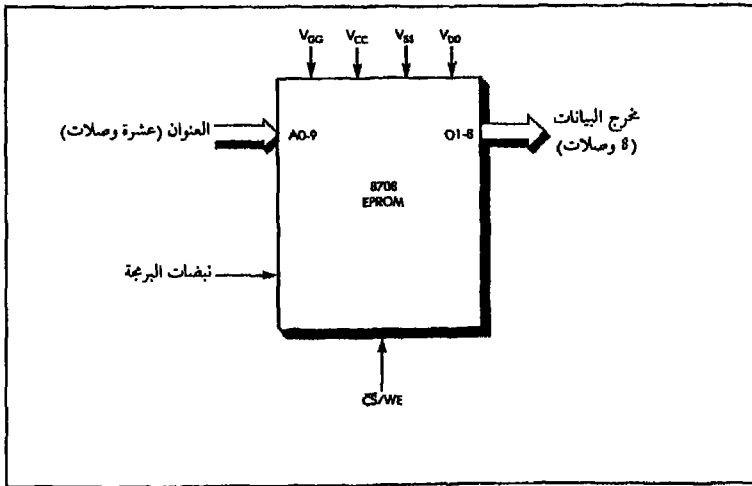 V_GG V_CC V_SS V_DD
العنوان (عشرة وصلات)
A0-9
O1-8
مخرج البيانات
(8 وصلات)
8708
EPROM
نبضات البرمجة
C̅S̅/WE